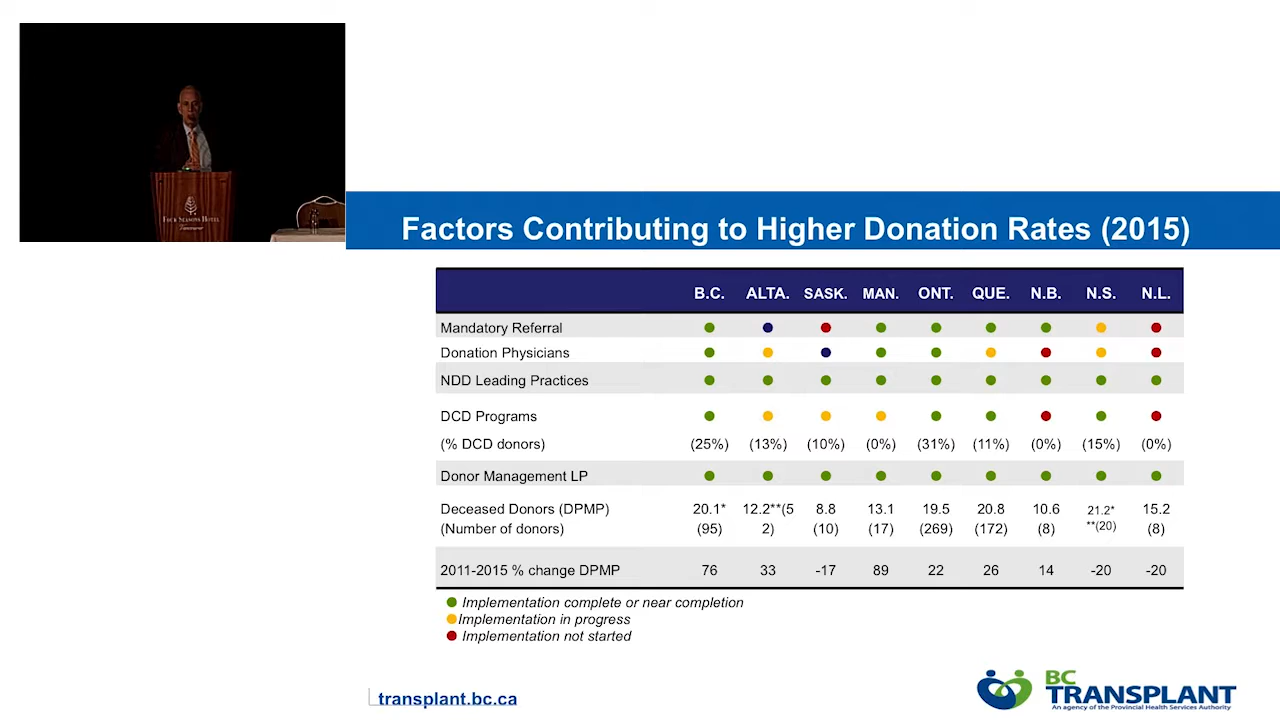 FOUR SEASONS HOTEL
Vancouver
Factors Contributing to Higher Donation Rates (2015)
B.C. ALTA. SASK. MAN. ONT. QUE. N.B. N.S. N.L.
Mandatory Referral
Donation Physicians
NDD Leading Practices
DCD Programs
(% DCD donors) (25%) (13%) (10%) (0%) (31%) (11%) (0%) (15%) (0%)
Donor Management LP
Deceased Donors (DPMP) 20.1* 12.2**(5 8.8 13.1 19.5 20.8 10.6 21.2* 15.2
(Number of donors) (95) 2) (10) (17) (269) (172) (8) **(20) (8)
2011-2015 % change DPMP 76 33 -17 89 22 26 14 -20 -20
Implementation complete or near completion
Implementation in progress
Implementation not started
transplant.bc.ca
BC
TRANSPLANT
An agency of the Provincial Health Services Authority